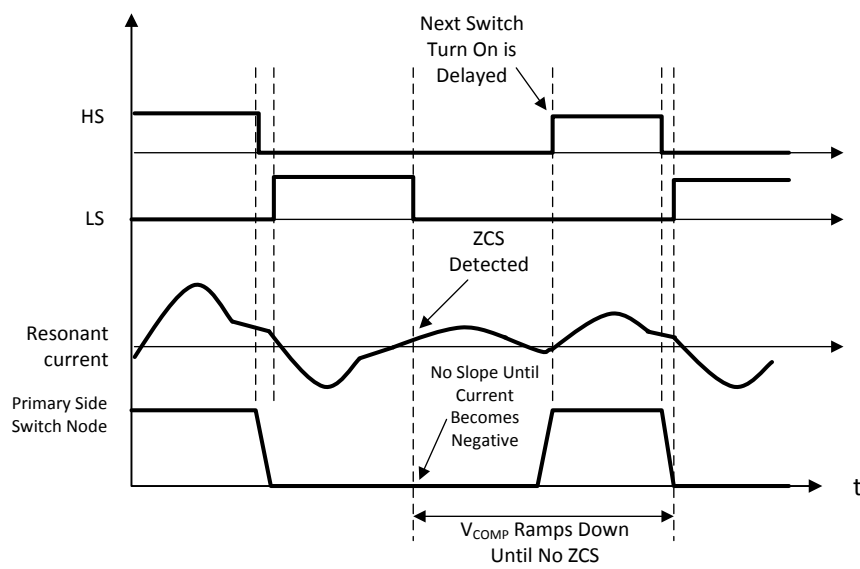 Next Switch
Turn On is
Delayed
HS
LS
ZCS
Detected
Resonant
current
No Slope Until
Current
Becomes
Negative
Primary Side
Switch Node
t
VCOMP Ramps Down
Until No ZCS